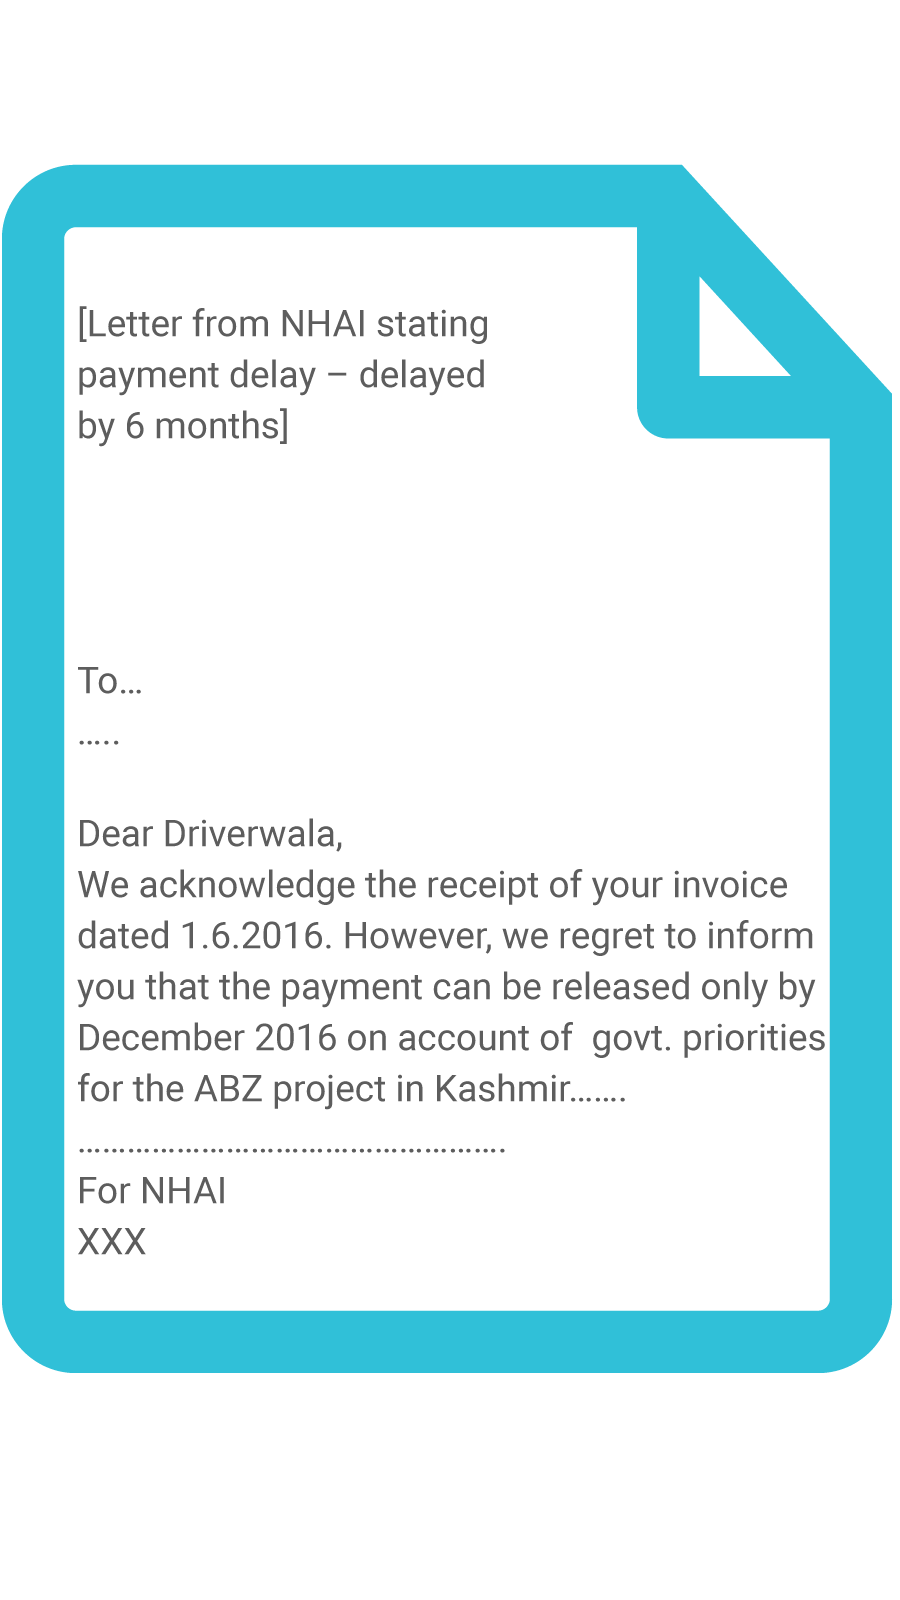 [Letter from NHAI stating
payment delay – delayed
by 6 months]
To…
…..
Dear Driverwala,
We acknowledge the receipt of your invoice
dated 1.6.2016. However, we regret to inform
you that the payment can be released only by
December 2016 on account of  govt. priorities
for the ABZ project in Kashmir…….
…………………………………………….
For NHAI
XXX